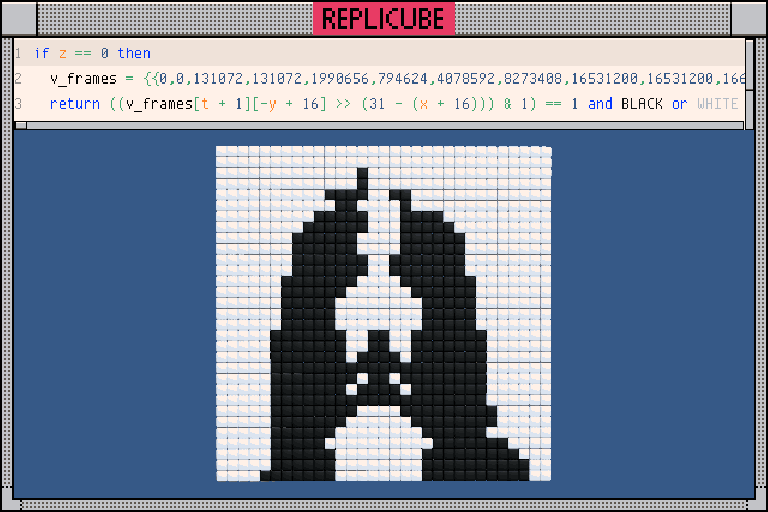 REPLICUBE
1 if z == 0 then
2 v_frames = {{0,0,131072,131072,1990656,794624,4078592,8273408,16531200,16531200,166
3 return ((v_frames[t + 1][-y + 16] >> (31 - (x + 16))) & 1) == 1 and BLACK or WHITE